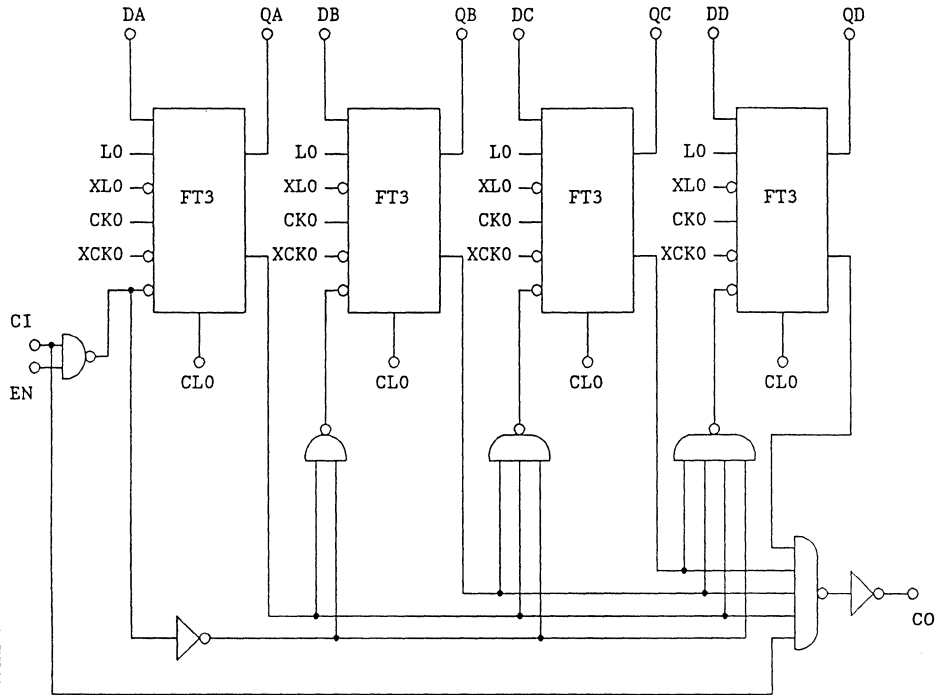 DA QA DB QB DC QC DD QD
L0 L0 L0 L0
XL0 XL0 XL0 XL0
FT3 FT3 FT3 FT3
CK0 CK0 CK0 CK0
XCK0 XCK0 XCK0 XCK0
CI
EN
CL0 CL0 CL0 CL0
CO